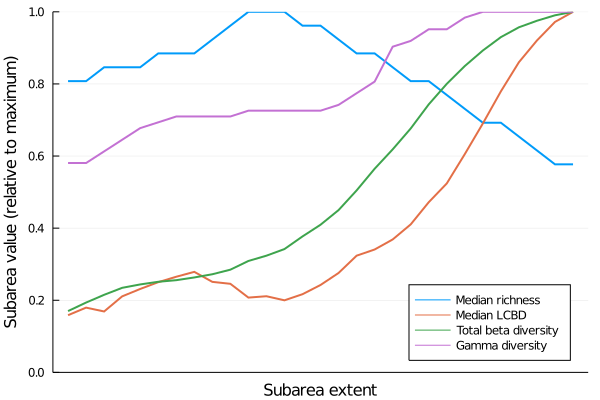 Subarea value (relative to maximum)
1.0
0.8
0.6
0.4
0.2
0.0
Median richness
Median LCBD
Total beta diversity
Gamma diversity
Subarea extent